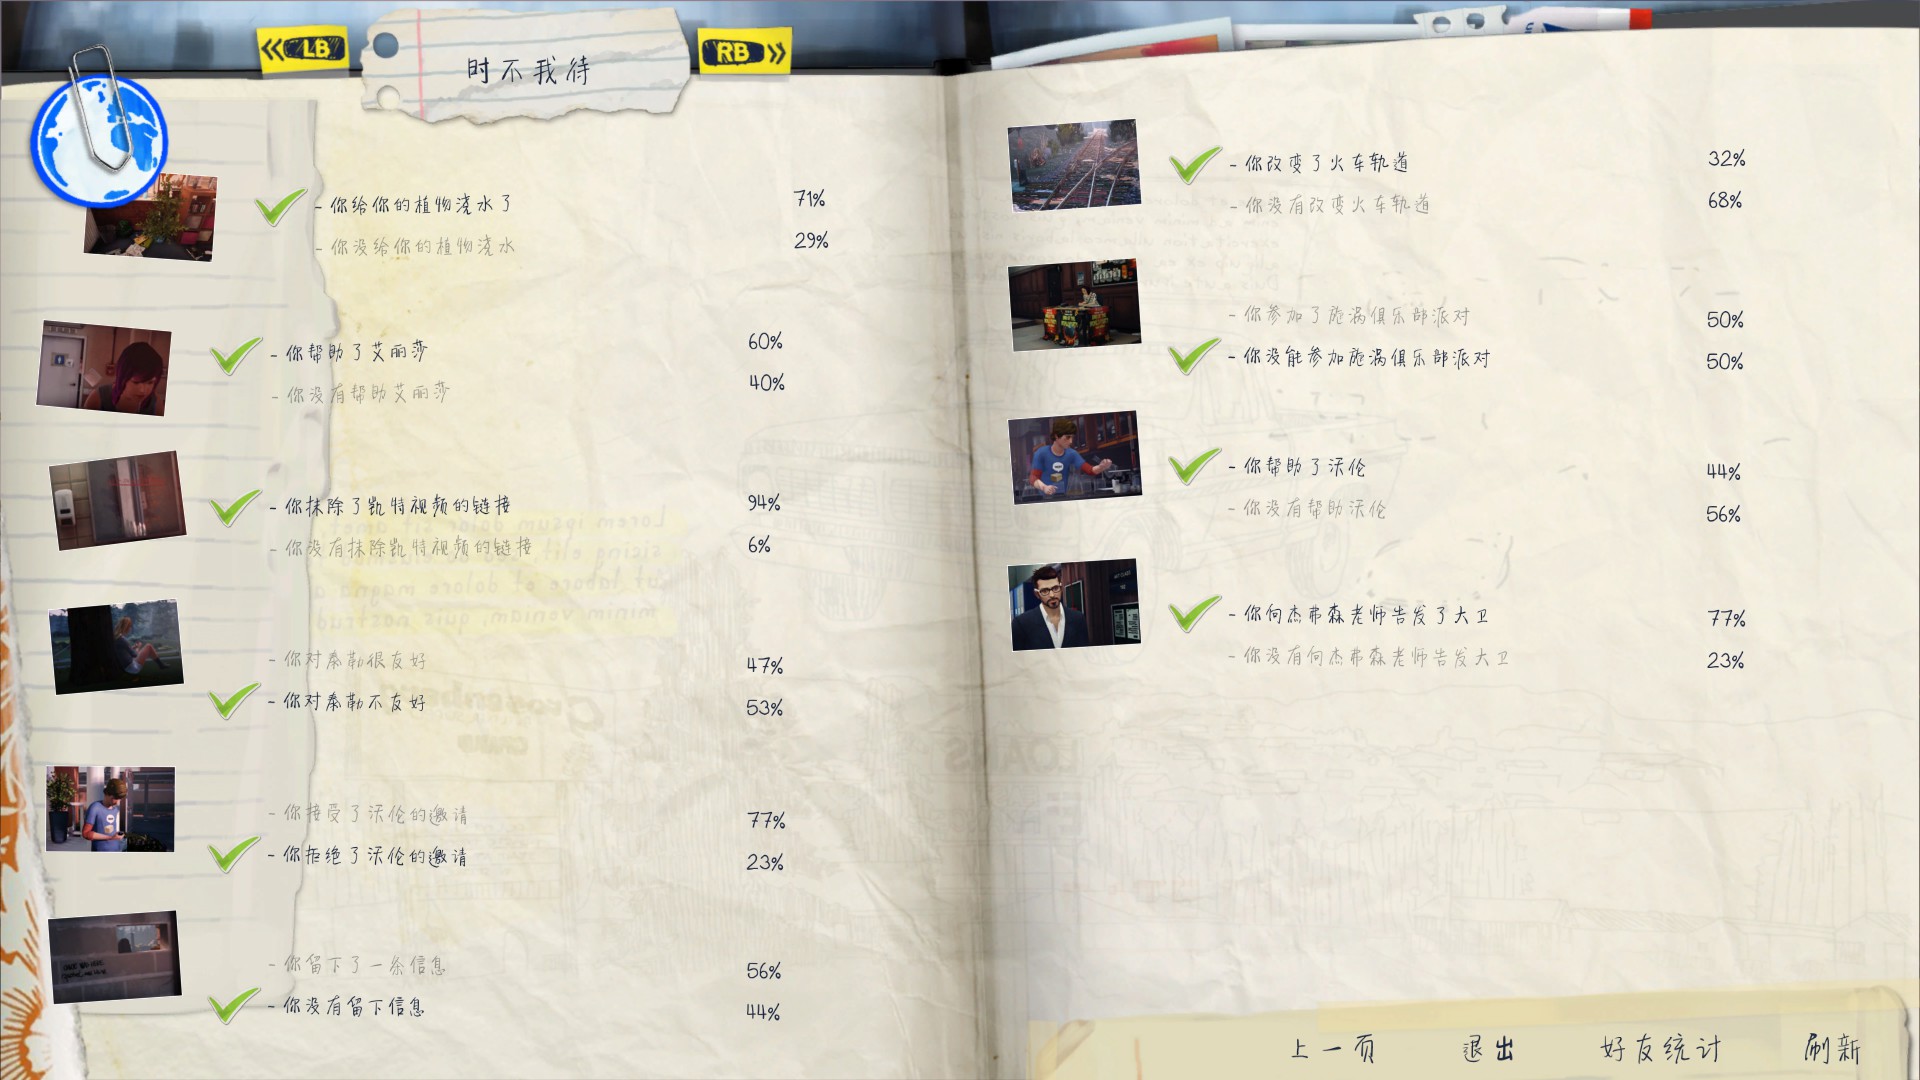 LB
时不我待
RB
- 你给你的植物浇水了 71%
- 你没给你的植物浇水 29%
- 你帮助了艾丽莎 60%
- 你没有帮助艾丽莎 40%
- 你抹除了凯特视频的链接 94%
- 你没有抹除凯特视频的链接 6%
- 你对泰勒很友好 47%
- 你对泰勒不友好 53%
- 你接受了沃伦的邀请 77%
- 你拒绝了沃伦的邀请 23%
- 你留下了一条信息 56%
- 你没有留下信息 44%
- 你改变了火车轨道 32%
- 你没有改变火车轨道 68%
- 你参加了旋涡俱乐部派对 50%
- 你没能参加旋涡俱乐部派对 50%
- 你帮助了沃伦 44%
- 你没有帮助沃伦 56%
- 你向杰弗森老师告发了大卫 77%
- 你没有向杰弗森老师告发大卫 23%
上一页 退出 好友统计 刷新